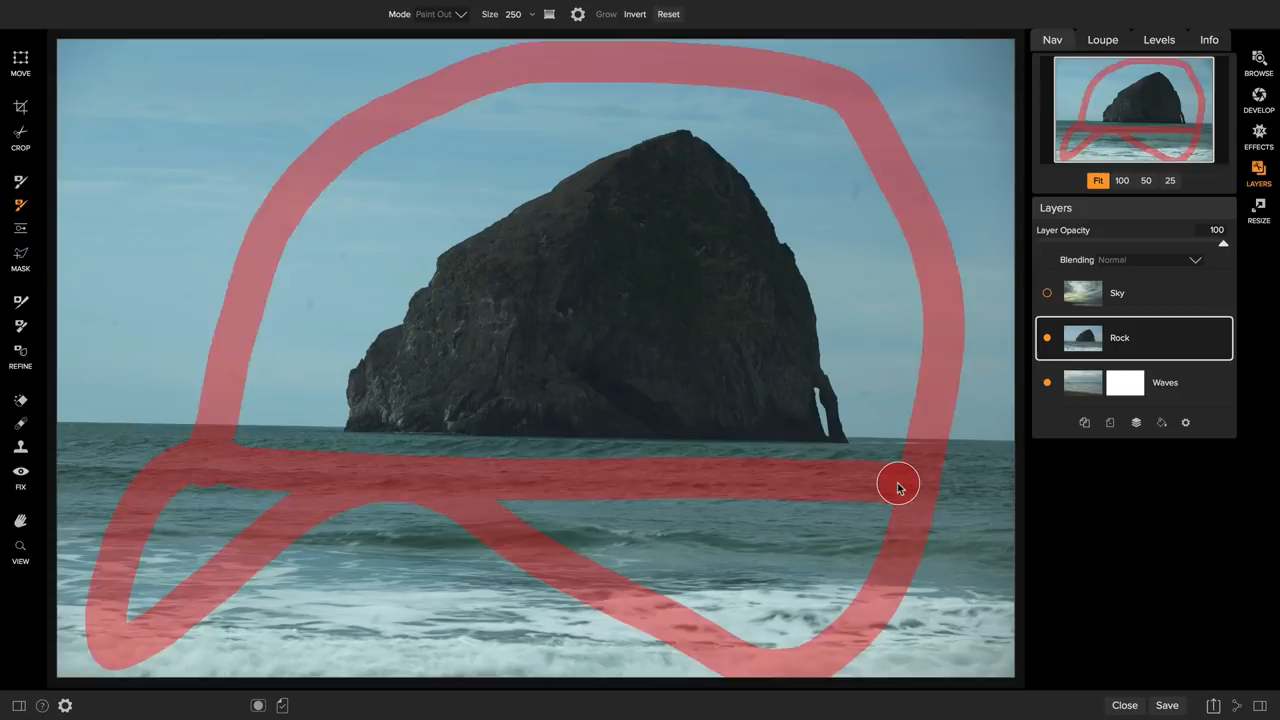 Mode Paint Out Size 250 Grow Invert Reset
MOVE
CROP
MASK
REFINE
FIX
VIEW
Nav Loupe Levels Info
Fit 100 50 25
Layers
Layer Opacity 100
Blending Normal
Sky
Rock
Waves
BROWSE
DEVELOP
EFFECTS
LAYERS
RESIZE
?
Close Save